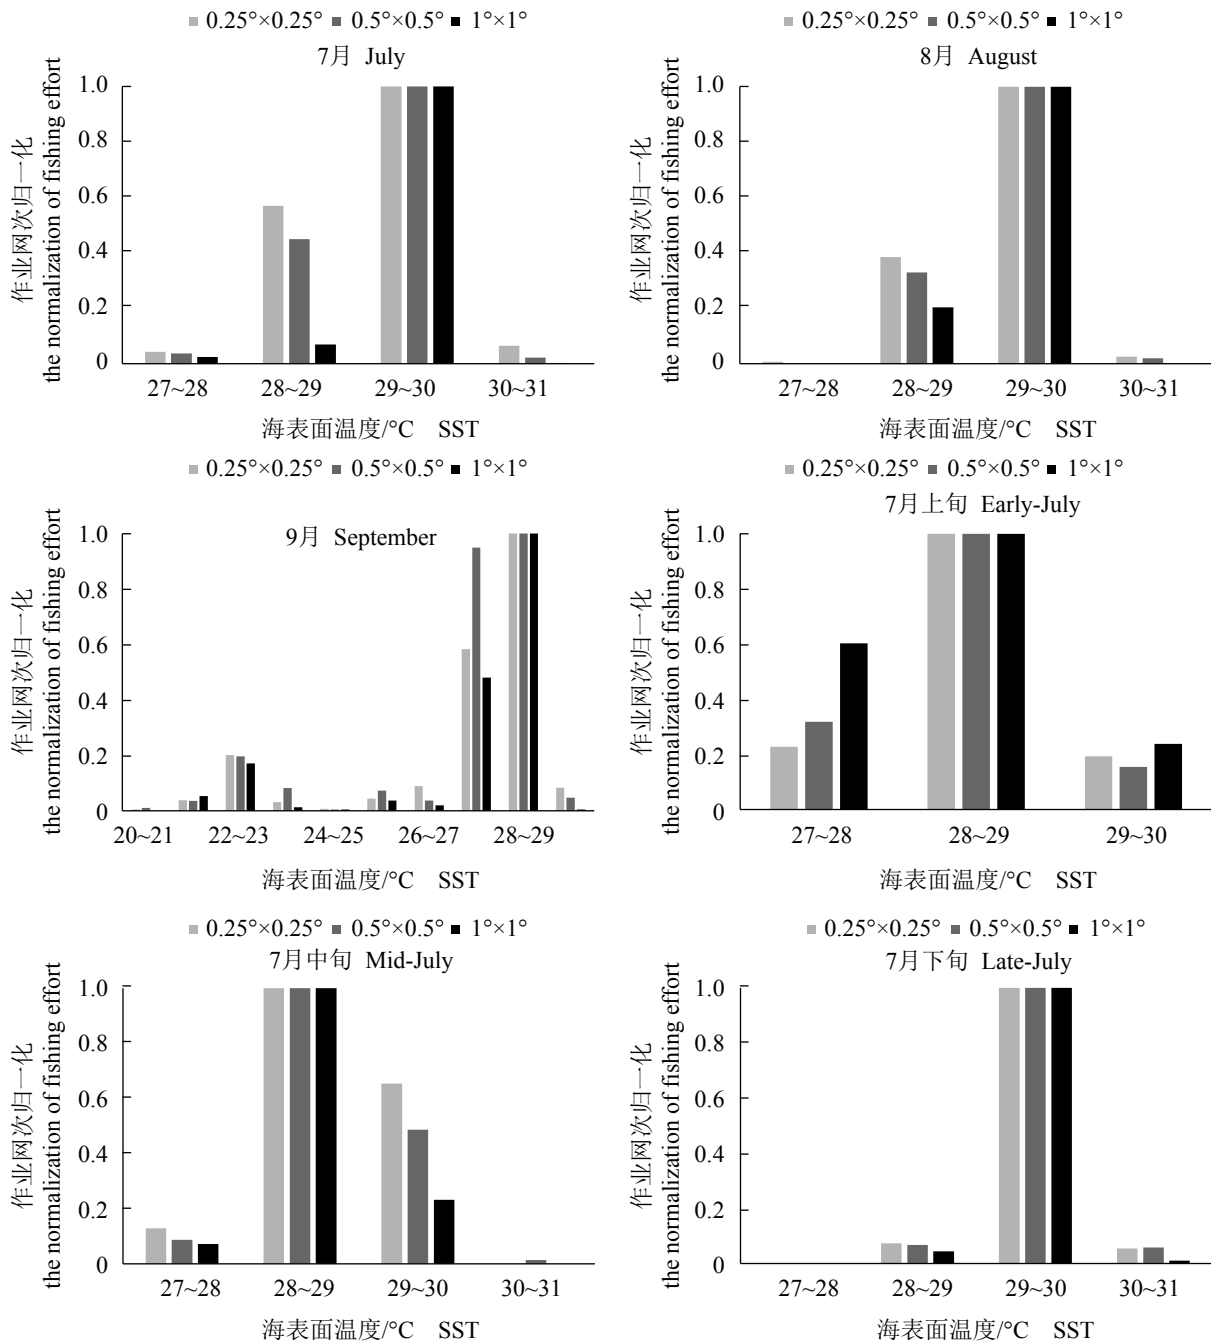 0.25°×0.25° 0.5°×0.5° 1°×1°
7月 July
作业网次归一化
the normalization of fishing effort
1.0
0.8
0.6
0.4
0.2
0
27~28 28~29 29~30 30~31
海表面温度/°C SST
0.25°×0.25° 0.5°×0.5° 1°×1°
8月 August
作业网次归一化
the normalization of fishing effort
1.0
0.8
0.6
0.4
0.2
0
27~28 28~29 29~30 30~31
海表面温度/°C SST
0.25°×0.25° 0.5°×0.5° 1°×1°
9月 September
作业网次归一化
the normalization of fishing effort
1.0
0.8
0.6
0.4
0.2
0
20~21 22~23 24~25 26~27 28~29
海表面温度/°C SST
0.25°×0.25° 0.5°×0.5° 1°×1°
7月上旬 Early-July
作业网次归一化
the normalization of fishing effort
1.0
0.8
0.6
0.4
0.2
0
27~28 28~29 29~30
海表面温度/°C SST
0.25°×0.25° 0.5°×0.5° 1°×1°
7月中旬 Mid-July
作业网次归一化
the normalization of fishing effort
1.0
0.8
0.6
0.4
0.2
0
27~28 28~29 29~30 30~31
海表面温度/°C SST
0.25°×0.25° 0.5°×0.5° 1°×1°
7月下旬 Late-July
作业网次归一化
the normalization of fishing effort
1.0
0.8
0.6
0.4
0.2
0
27~28 28~29 29~30 30~31
海表面温度/°C SST